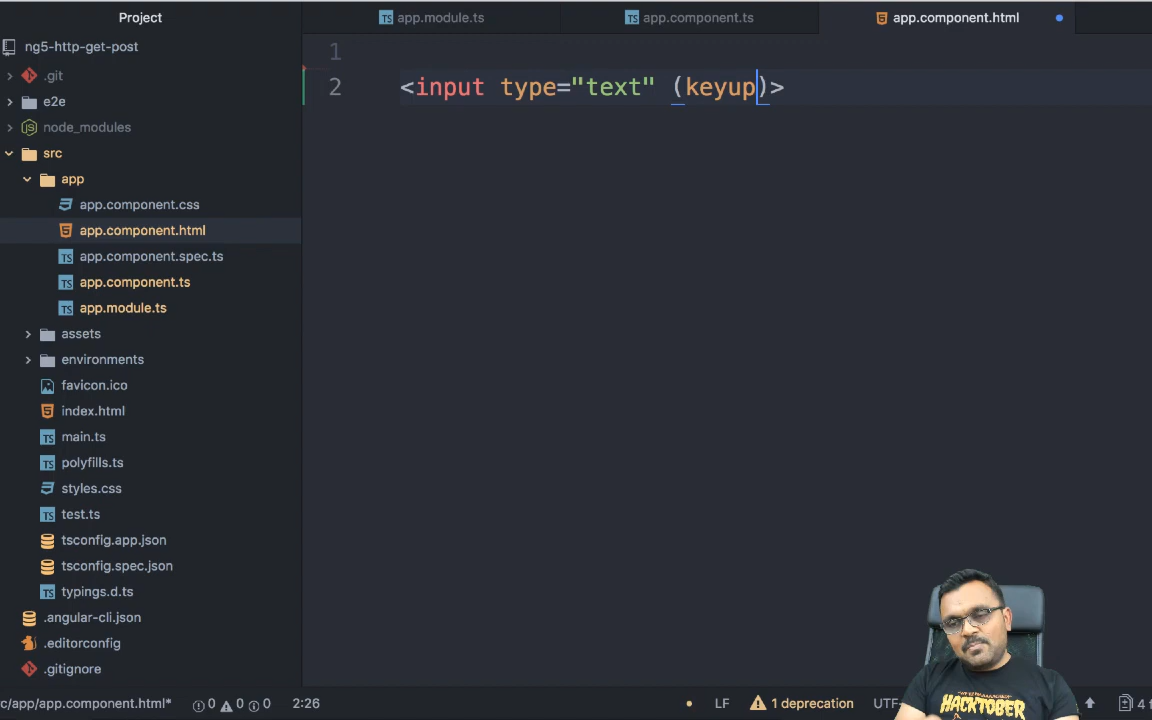 Project
app.module.ts
app.component.ts
app.component.html
ng5-http-get-post
.git
e2e
node_modules
src
app
app.component.css
app.component.html
app.component.spec.ts
app.component.ts
app.module.ts
assets
environments
favicon.ico
index.html
main.ts
polyfills.ts
styles.css
test.ts
tsconfig.app.json
tsconfig.spec.json
typings.d.ts
.angular-cli.json
.editorconfig
.gitignore
1
2 <input type="text" (keyup)>
c/app/app.component.html* 0 0 0 2:26 LF 1 deprecation UTF- 4 f
HACKTOBER